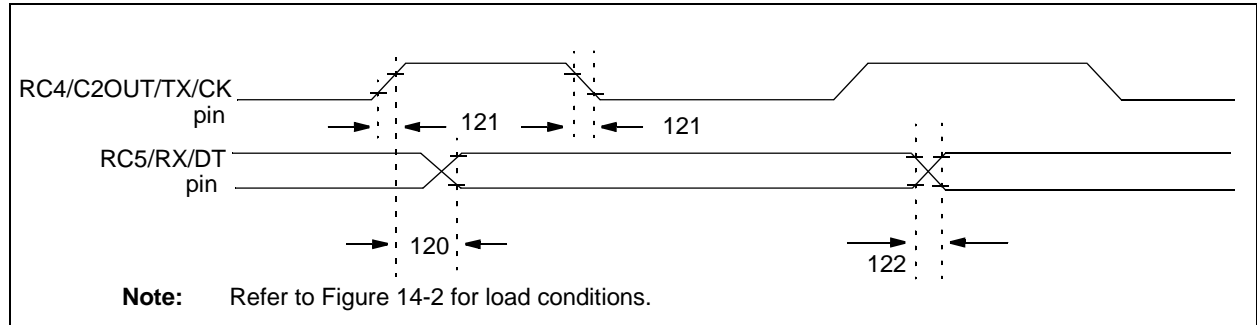 RC4/C2OUT/TX/CK
pin
121
121
RC5/RX/DT
pin
120
122
Note: Refer to Figure 14-2 for load conditions.